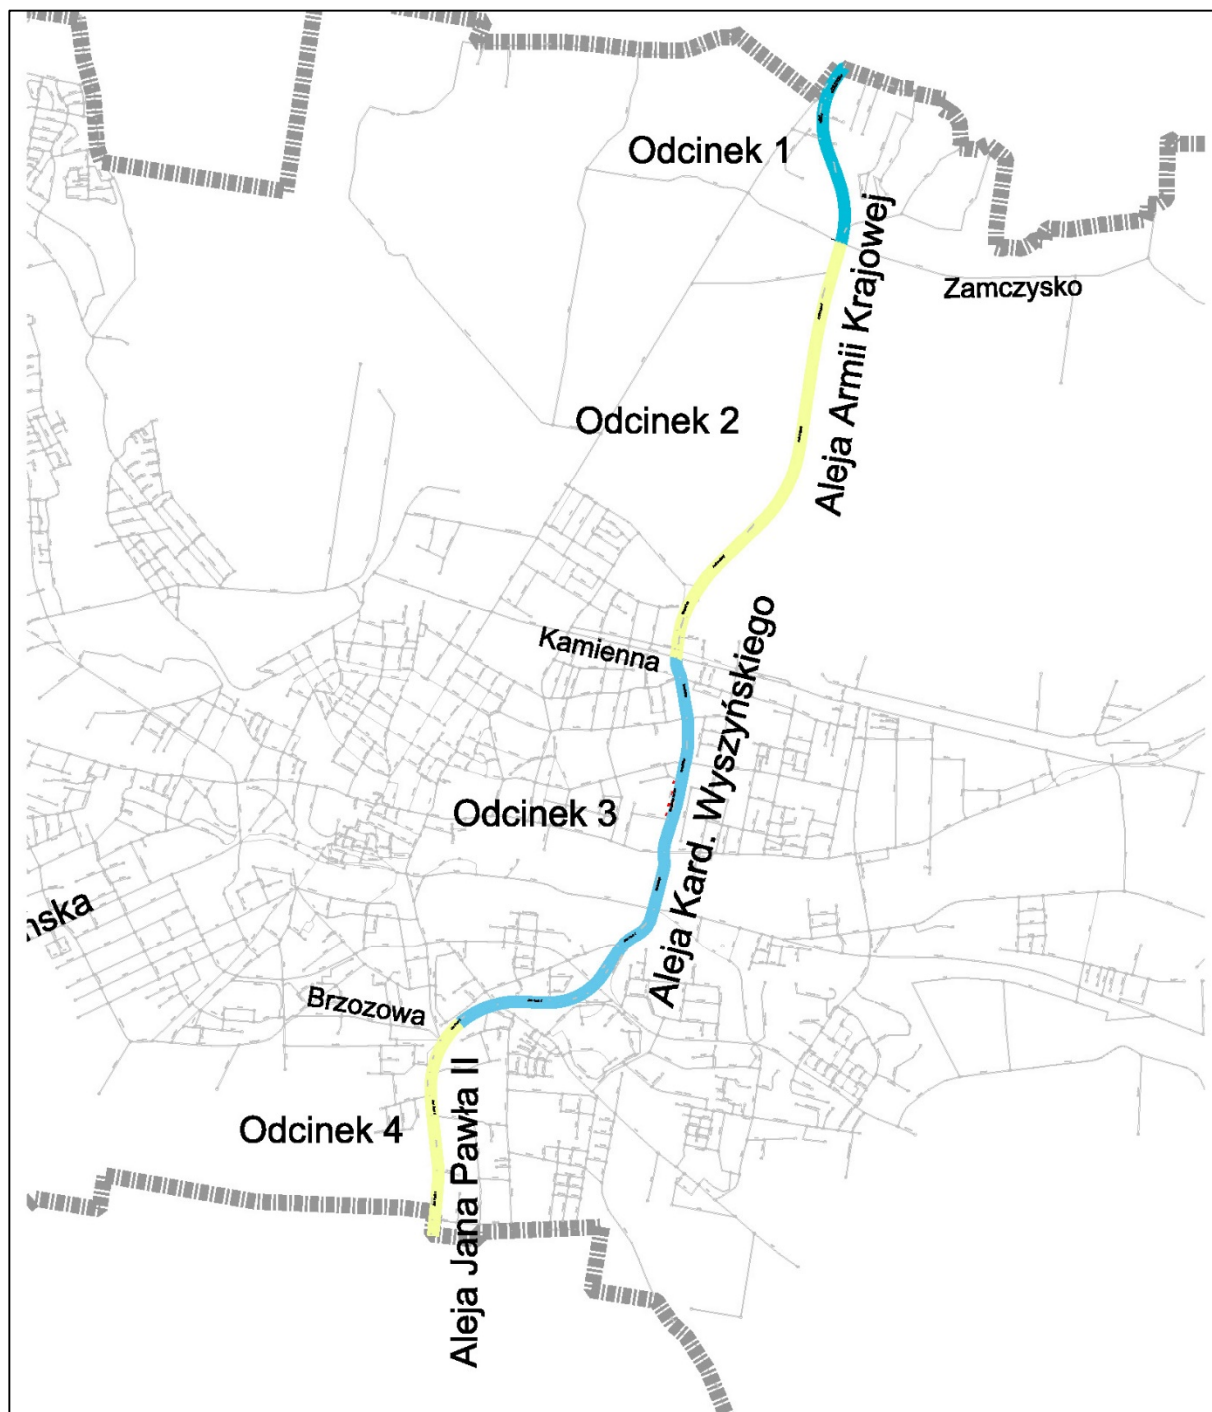 Odcinek 1
Aleja Armii Krajowej
Zamczysko
Odcinek 2
Kamienna
Aleja Kard. Wyszyńskiego
Odcinek 3
nska
Brzozowa
Odcinek 4
Aleja Jana Pawła II